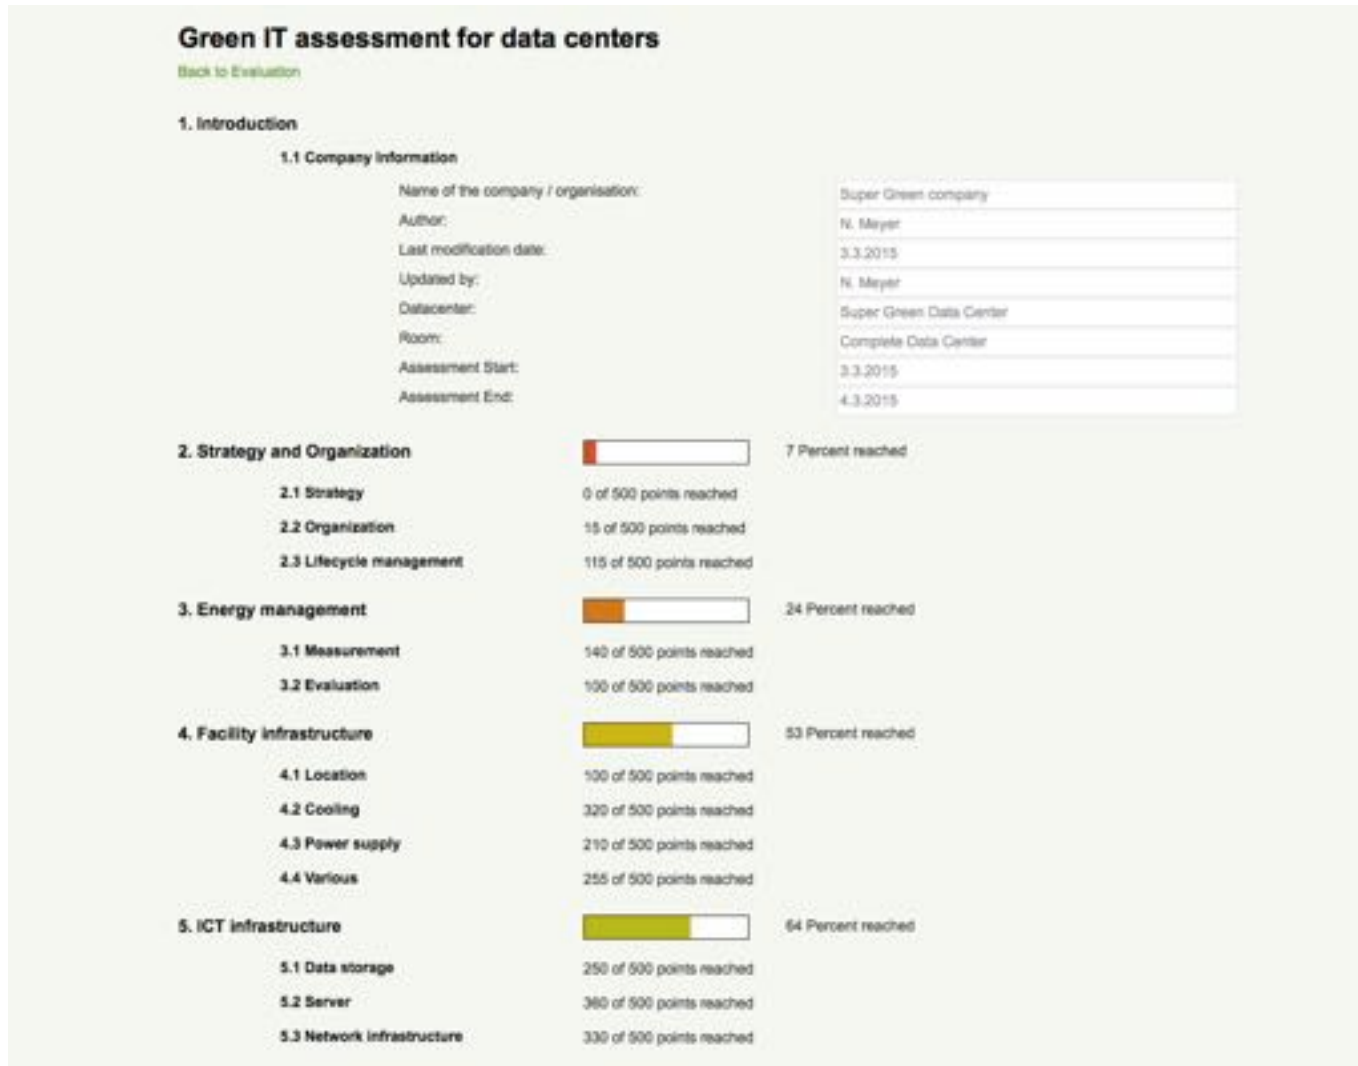 Green IT assessment for data centers
Back to Evaluation
1. Introduction
1.1 Company Information
Name of the company / organisation: Super Green company
Author: N. Meyer
Last modification date: 3.3.2015
Updated by: N. Meyer
Datacenter: Super Green Data Center
Room: Complete Data Center
Assessment Start: 3.3.2015
Assessment End: 4.3.2015
2. Strategy and Organization 7 Percent reached
2.1 Strategy 0 of 500 points reached
2.2 Organization 15 of 500 points reached
2.3 Lifecycle management 115 of 500 points reached
3. Energy management 24 Percent reached
3.1 Measurement 140 of 500 points reached
3.2 Evaluation 100 of 500 points reached
4. Facility infrastructure 53 Percent reached
4.1 Location 100 of 500 points reached
4.2 Cooling 320 of 500 points reached
4.3 Power supply 210 of 500 points reached
4.4 Various 255 of 500 points reached
5. ICT infrastructure 64 Percent reached
5.1 Data storage 250 of 500 points reached
5.2 Server 360 of 500 points reached
5.3 Network infrastructure 330 of 500 points reached